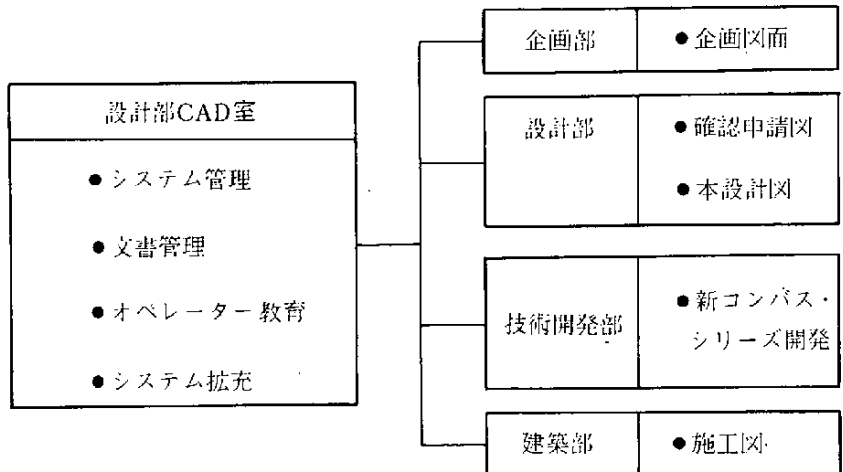 設計部CAD室
●システム管理
●文書管理
●オペレーター教育
●システム拡充
企画部
●企画図面
設計部
●確認申請図
●本設計図
技術開発部
●新コンパス・
シリーズ開発
建築部
●施工図